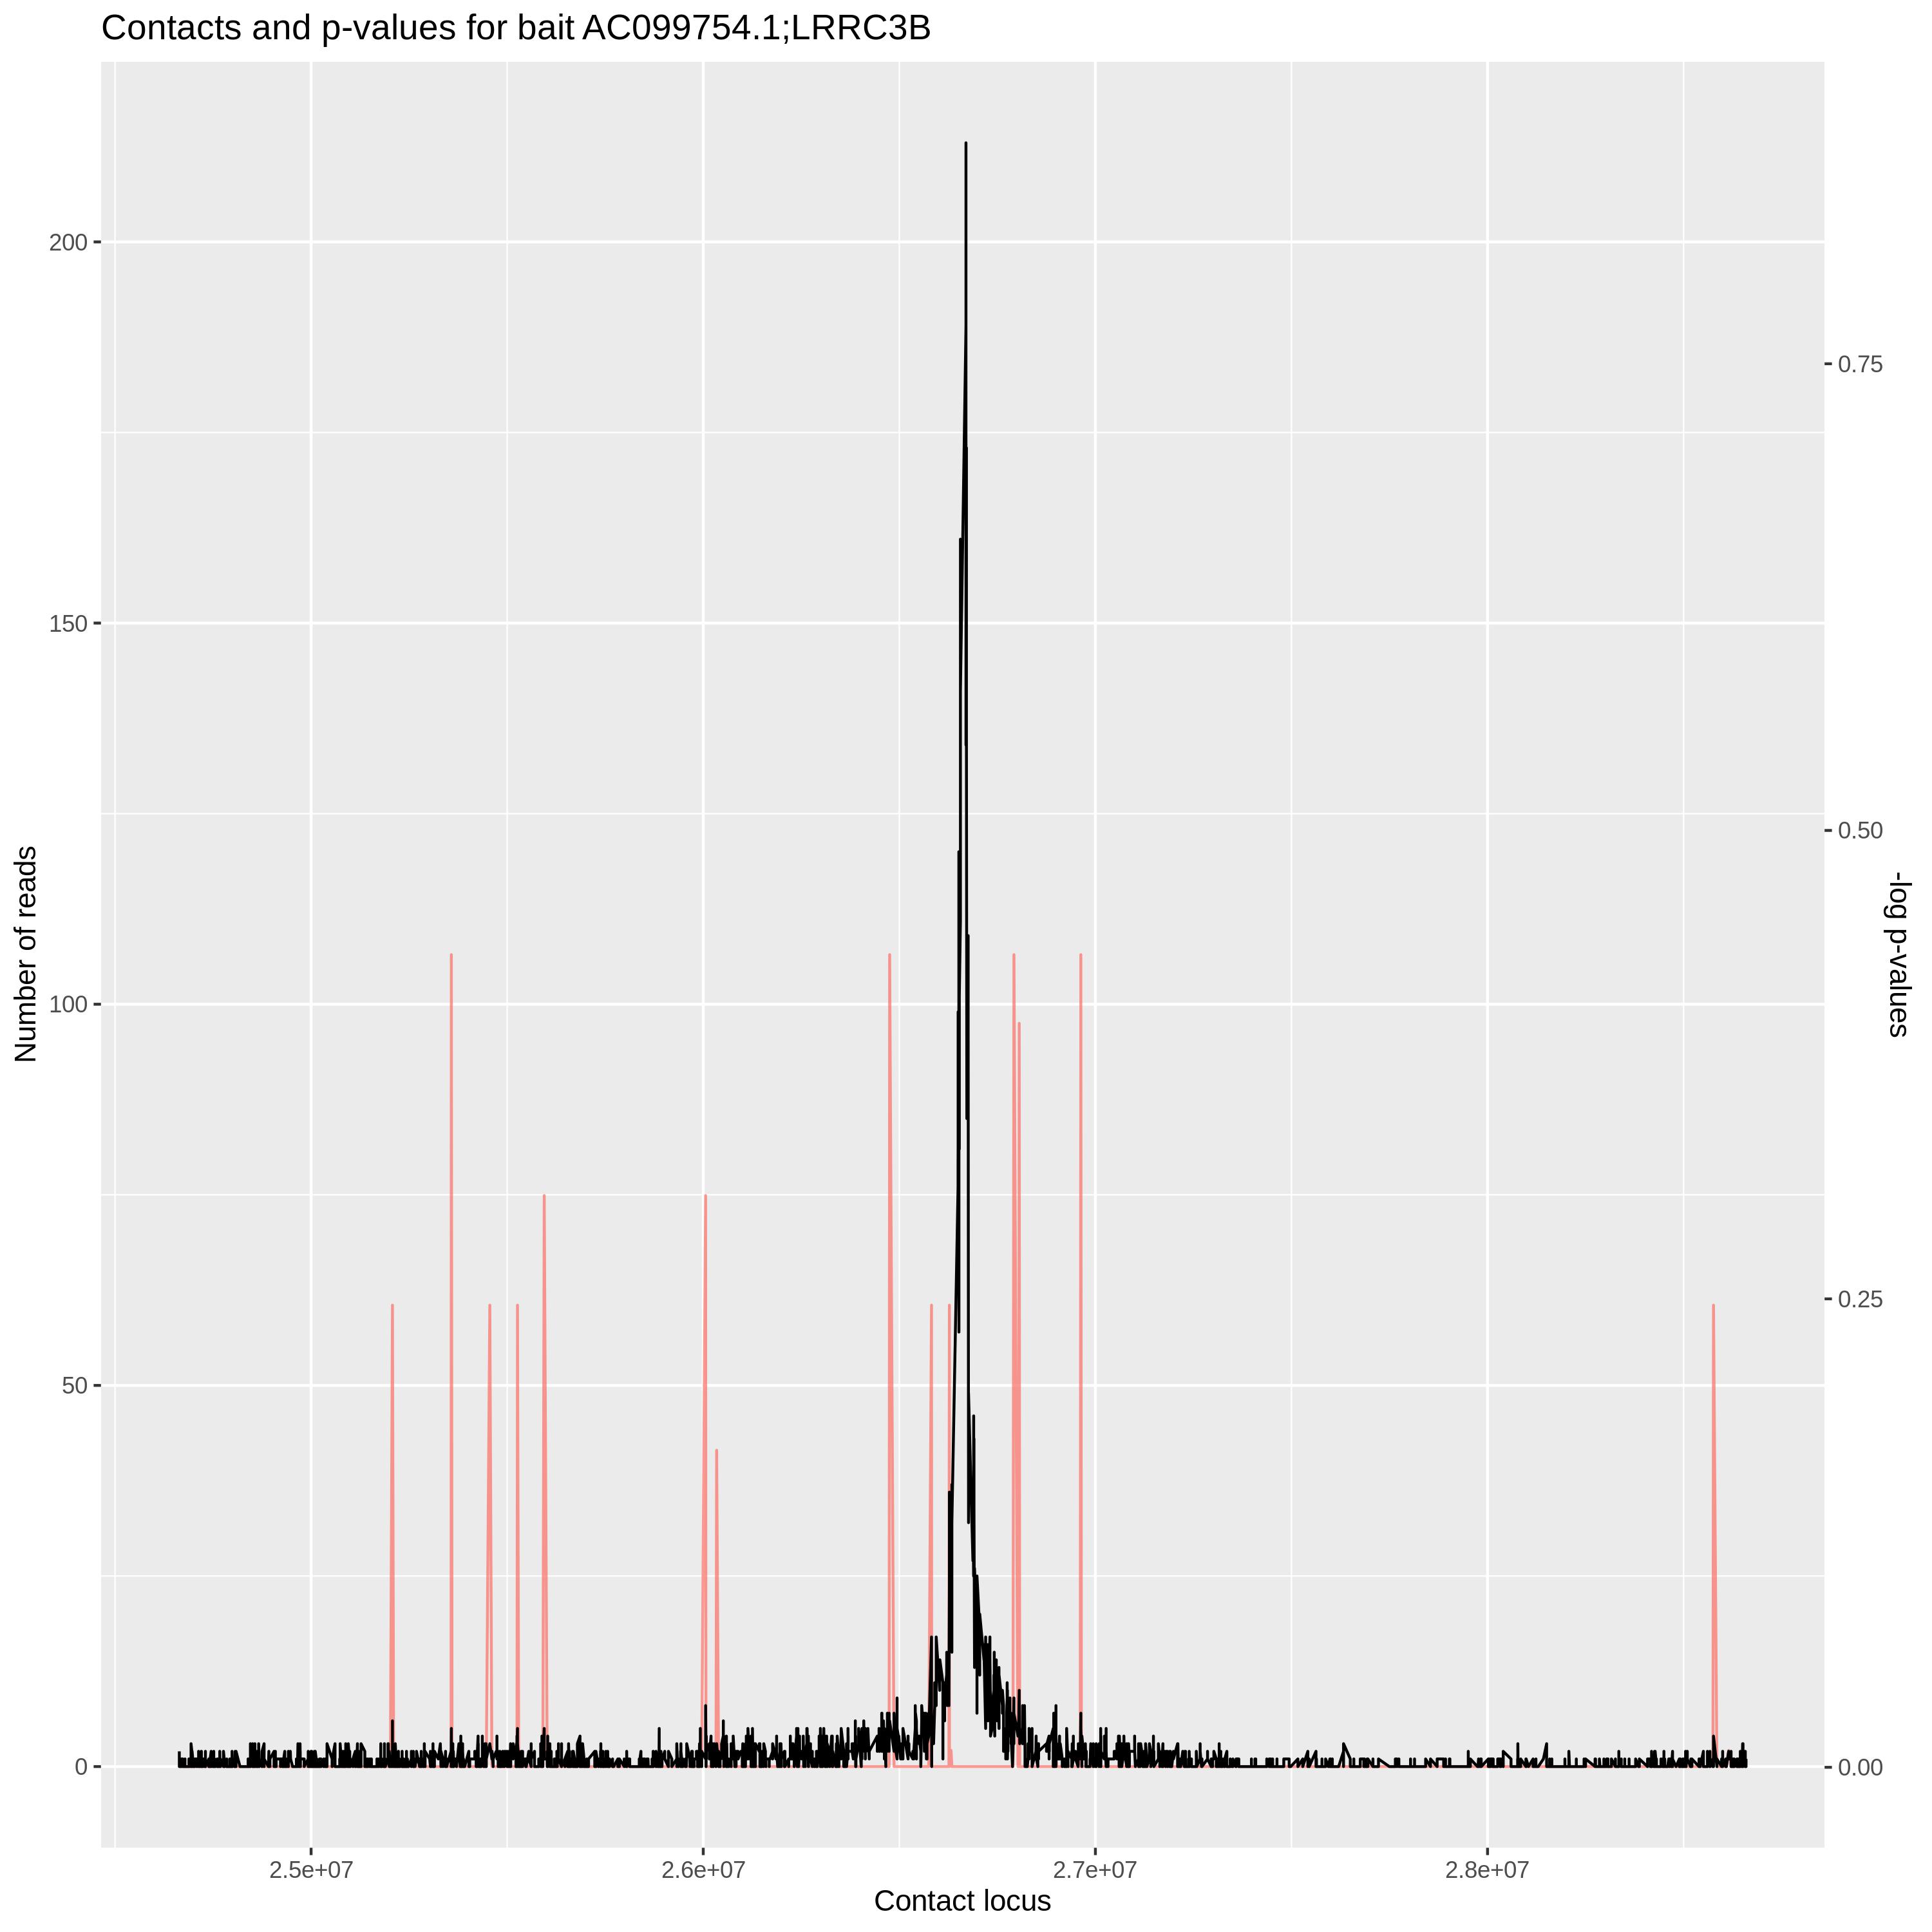 Contacts and p-values for bait AC099754.1;LRRC3B
200
150
100
50
0
Number of reads
0.75
0.50
0.25
0.00
-log p-values
2.5e+07 2.6e+07 2.7e+07 2.8e+07
Contact locus